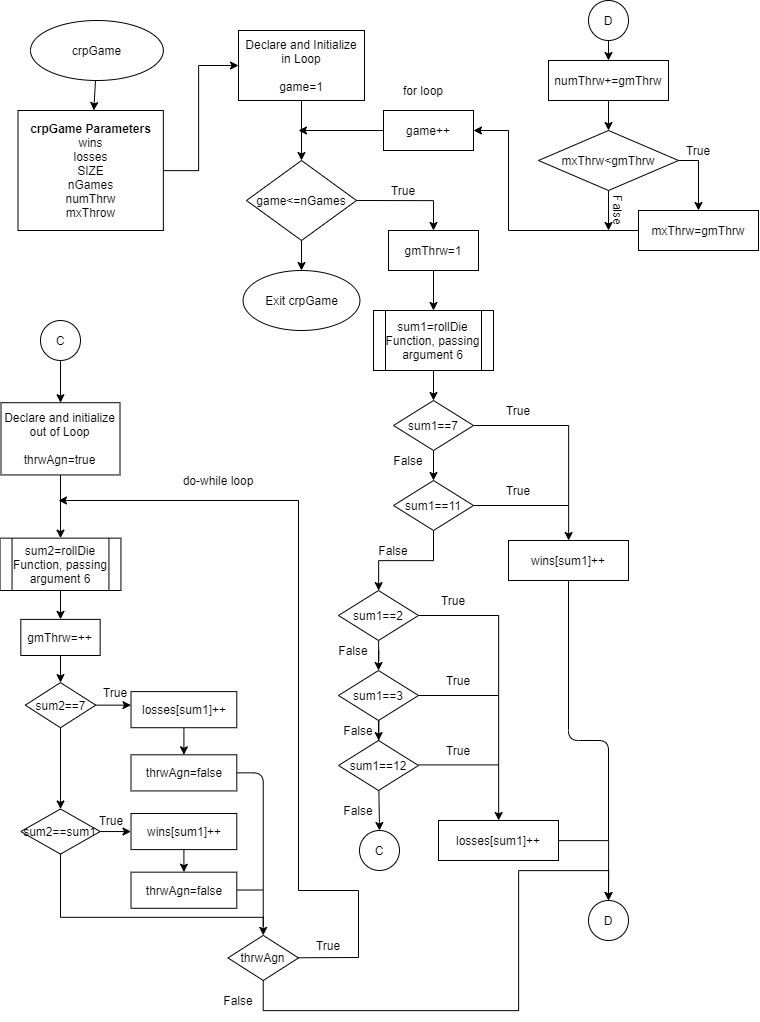 crpGame
crpGame Parameters
wins
losses
SIZE
nGames
numThrw
mxThrow
Declare and Initialize
in Loop
game=1
for loop
game++
game<=nGames
True
Exit crpGame
gmThrw=1
sum1=rollDie
Function, passing
argument 6
sum1==7
True
False
sum1==11
True
False
wins[sum1]++
sum1==2
True
False
sum1==3
True
False
sum1==12
True
False
C
losses[sum1]++
D
D
numThrw+=gmThrw
mxThrw<gmThrw
True
False
mxThrw=gmThrw
C
Declare and initialize
out of Loop
thrwAgn=true
do-while loop
sum2=rollDie
Function, passing
argument 6
gmThrw=++
sum2==7
True
losses[sum1]++
thrwAgn=false
sum2==sum1
True
wins[sum1]++
thrwAgn=false
thrwAgn
True
False